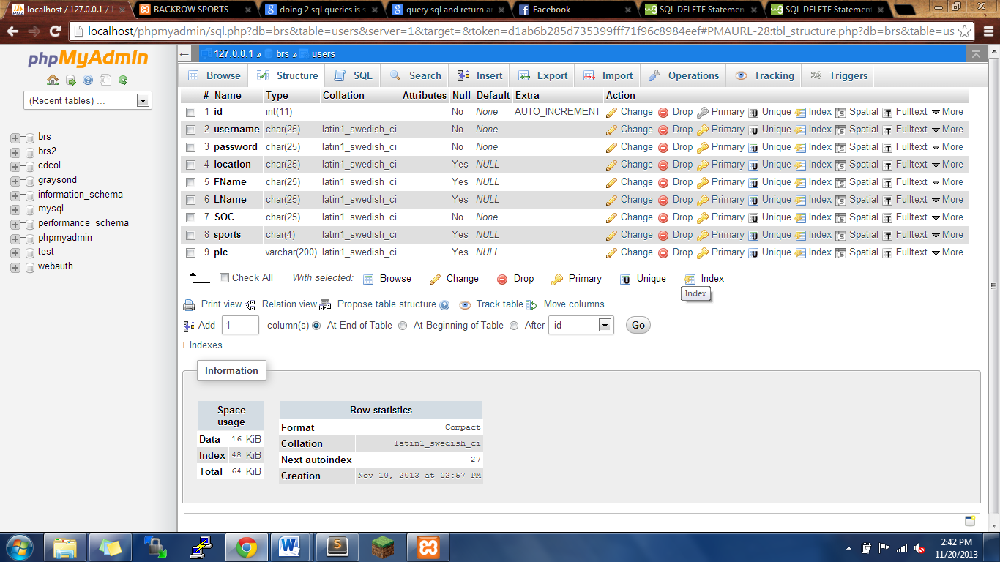 localhost / 127.0.0.1 / 
BACKROW SPORTS
doing 2 sql queries is s
query sql and return a
Facebook
SQL DELETE Statemen
SQL DELETE Statement
localhost/phpmyadmin/sql.php?db=brs&table=users&server=1&target=&token=d1ab6b285d735399fff71f96c8984eef#PMAURL-28:tbl_structure.php?db=brs&table=us
phpMyAdmin
(Recent tables) ...
brs
brs2
cdcol
graysond
information_schema
mysql
performance_schema
phpmyadmin
test
webauth
127.0.0.1 » brs » users
Browse Structure SQL Search Insert Export Import Operations Tracking Triggers
# Name Type Collation Attributes Null Default Extra Action
1 id int(11) No None AUTO_INCREMENT Change Drop Primary Unique Index Spatial Fulltext More
2 username char(25) latin1_swedish_ci No None Change Drop Primary Unique Index Spatial Fulltext More
3 password char(25) latin1_swedish_ci No None Change Drop Primary Unique Index Spatial Fulltext More
4 location char(25) latin1_swedish_ci Yes NULL Change Drop Primary Unique Index Spatial Fulltext More
5 FName char(25) latin1_swedish_ci Yes NULL Change Drop Primary Unique Index Spatial Fulltext More
6 LName char(25) latin1_swedish_ci Yes NULL Change Drop Primary Unique Index Spatial Fulltext More
7 SOC char(25) latin1_swedish_ci No None Change Drop Primary Unique Index Spatial Fulltext More
8 sports char(4) latin1_swedish_ci Yes NULL Change Drop Primary Unique Index Spatial Fulltext More
9 pic varchar(200) latin1_swedish_ci Yes NULL Change Drop Primary Unique Index Spatial Fulltext More
Check All With selected: Browse Change Drop Primary Unique Index
Index
Print view Relation view Propose table structure Track table Move columns
Add 1 column(s) At End of Table At Beginning of Table After id Go
+ Indexes
Information
Space usage
Data 16 KiB
Index 48 KiB
Total 64 KiB
Row statistics
Format Compact
Collation latin1_swedish_ci
Next autoindex 27
Creation Nov 10, 2013 at 02:57 PM
2:42 PM
11/20/2013